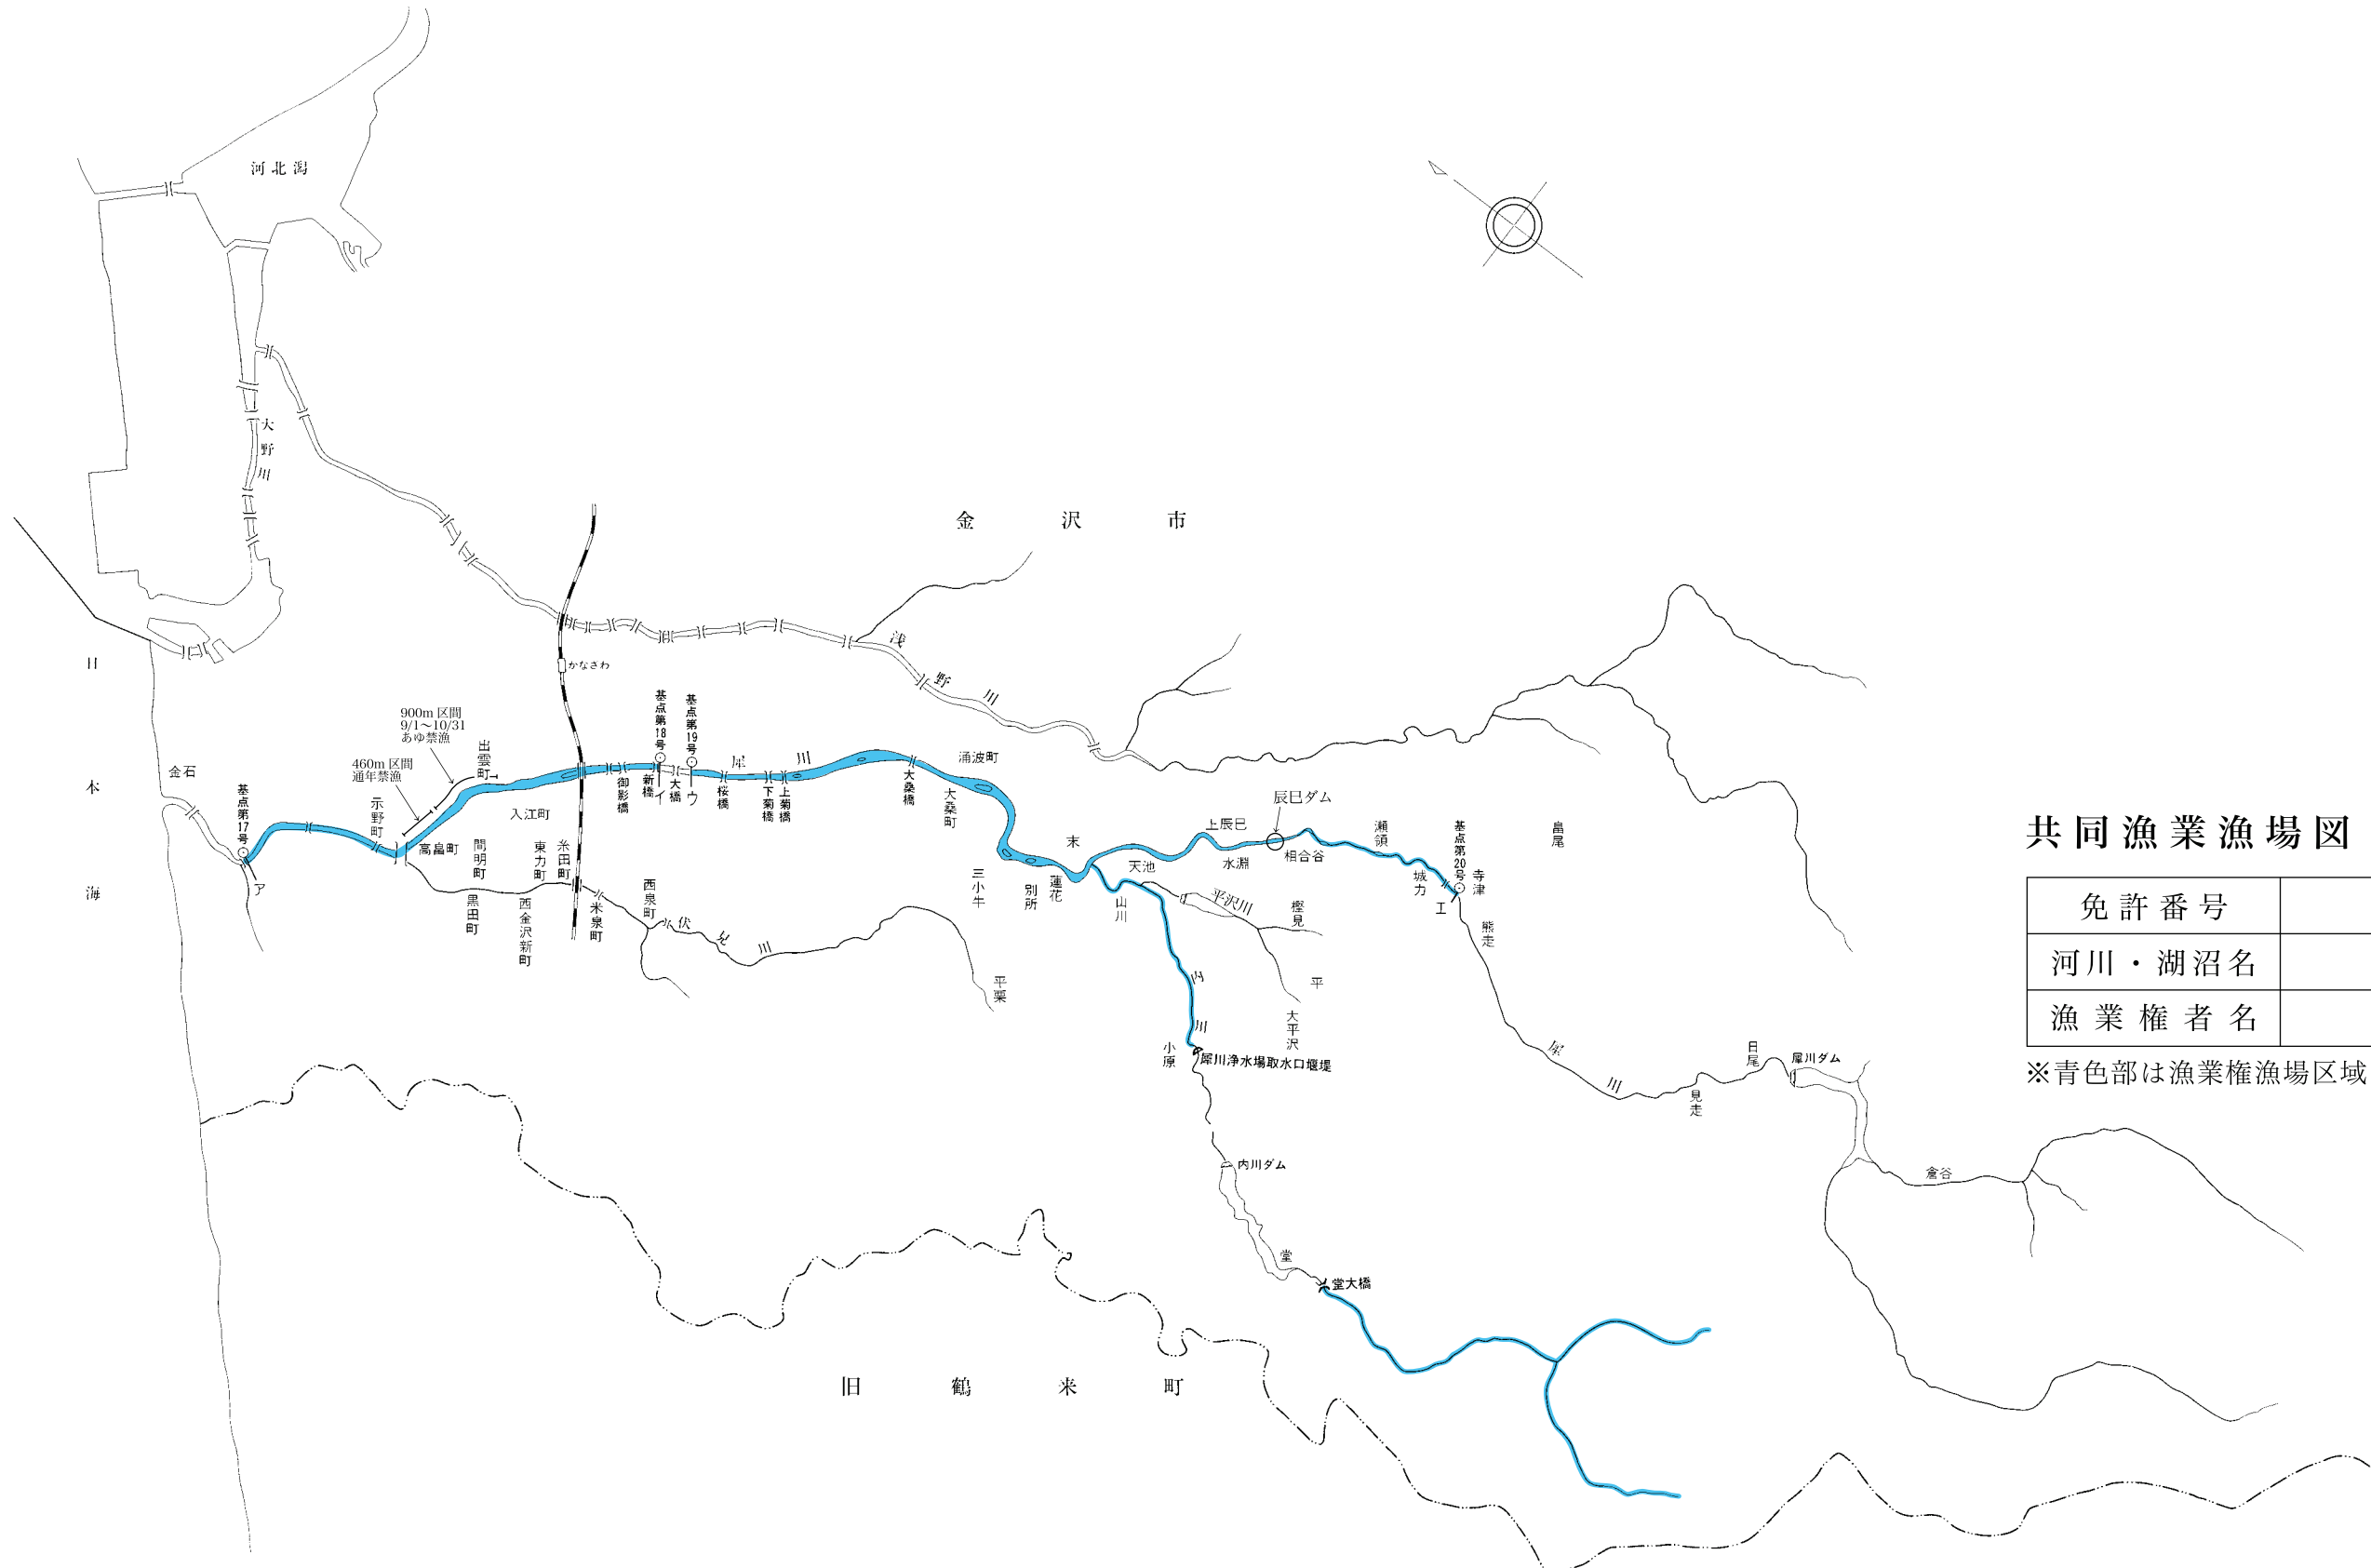 河北潟
大野川
金沢市
かなさわ
浅野川
日本海
金石
900m 区間
9/1～10/31
あゆ禁漁
460m 区間
通年禁漁
出雲町
示野町
基点第17号
ア
高畠町
入江町
間明町
黒田町
東力町
糸田町
西金沢新町
米泉町
西泉町
伏見川
平栗
御影橋
基点第18号
新橋
イ
大橋
基点第19号
ウ
犀川
桜橋
下菊橋
上菊橋
大桑橋
涌波町
大桑町
三小牛
別所
蓮花
末
天池
山川
上辰巳
水淵
辰巳ダム
相合谷
瀬領
城力
基点第20号
寺津
エ
畠尾
熊走
平沢川
樫見
平
大平沢
内川
小原
犀川浄水場取水口堰堤
内川ダム
堂
堂大橋
犀川
見走
日尾
犀川ダム
倉谷
旧鶴来町
共同漁業漁場図
免許番号
河川・湖沼名
漁業権者名
※青色部は漁業権漁場区域